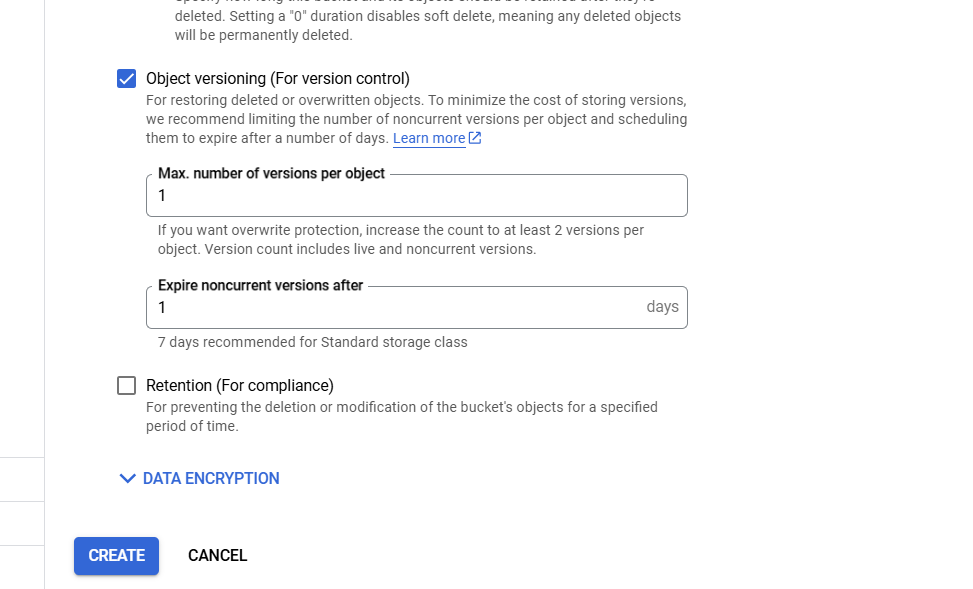 deleted. Setting a "0" duration disables soft delete, meaning any deleted objects
will be permanently deleted.
Object versioning (For version control)
For restoring deleted or overwritten objects. To minimize the cost of storing versions,
we recommend limiting the number of noncurrent versions per object and scheduling
them to expire after a number of days. Learn more
Max. number of versions per object
1
If you want overwrite protection, increase the count to at least 2 versions per
object. Version count includes live and noncurrent versions.
Expire noncurrent versions after
1 days
7 days recommended for Standard storage class
Retention (For compliance)
For preventing the deletion or modification of the bucket's objects for a specified
period of time.
DATA ENCRYPTION
CREATE CANCEL